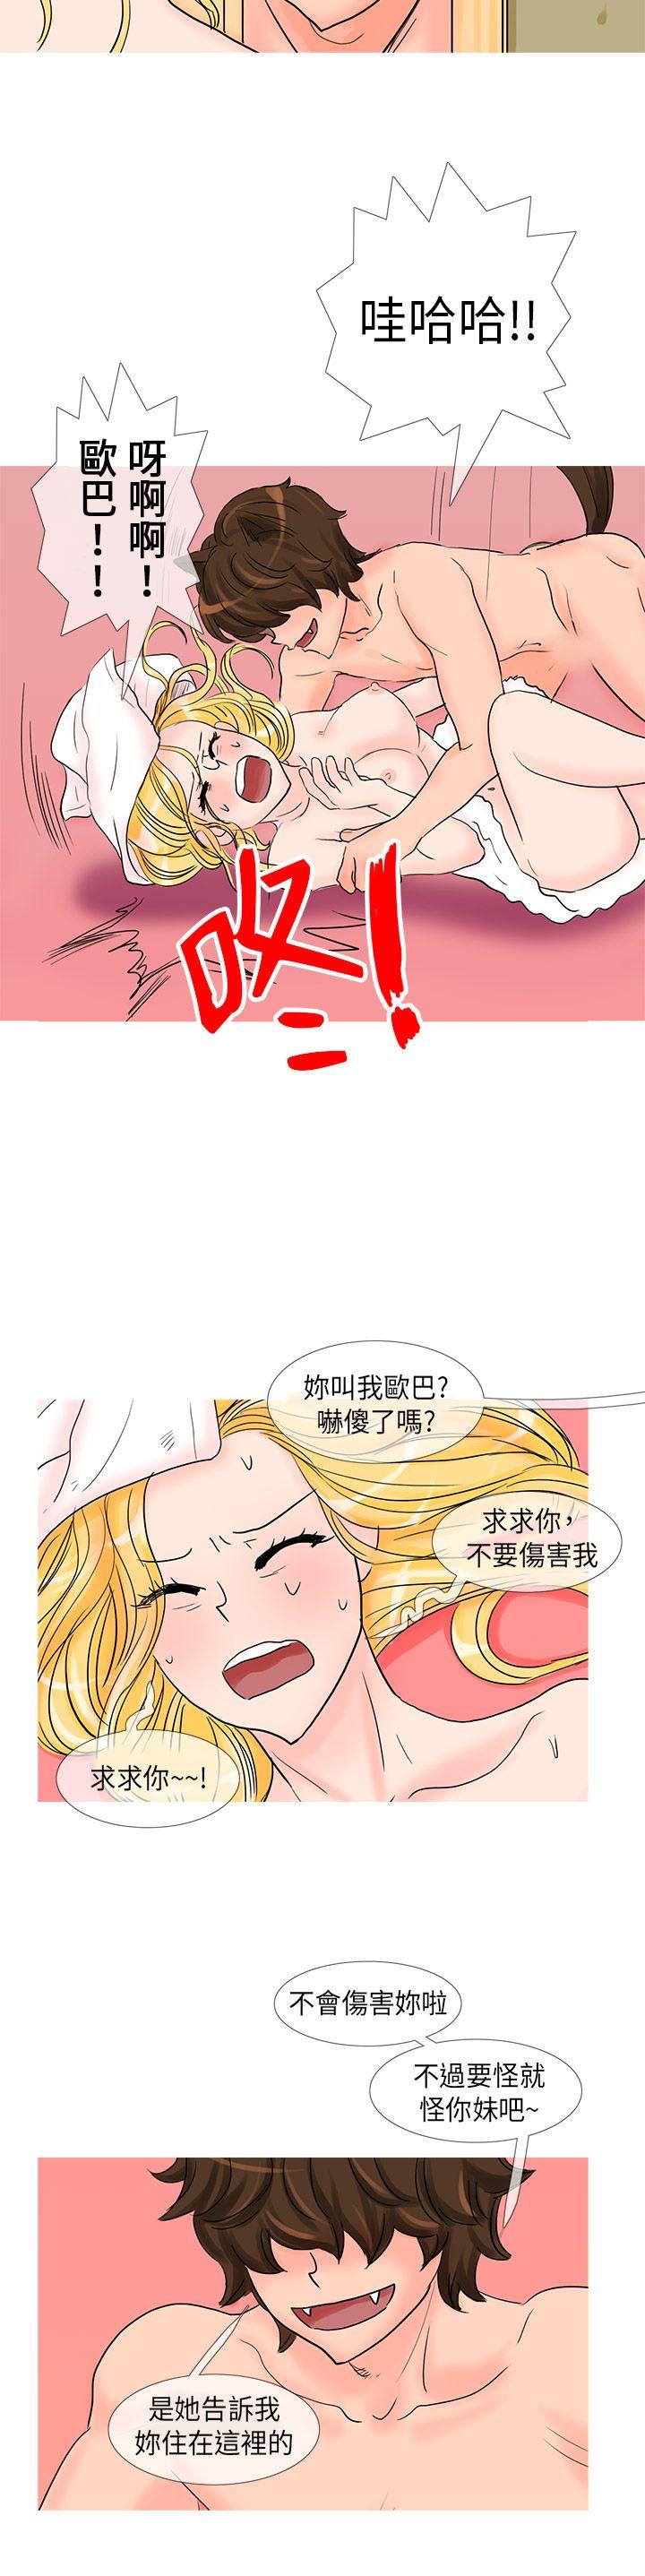 哇哈哈!!
呀啊啊！
歐巴！！
咚！
妳叫我歐巴?
嚇傻了嗎?
求求你，
不要傷害我
求求你~~!
不會傷害妳啦
不過要怪就
怪你妹吧~
是她告訴我
妳住在這裡的